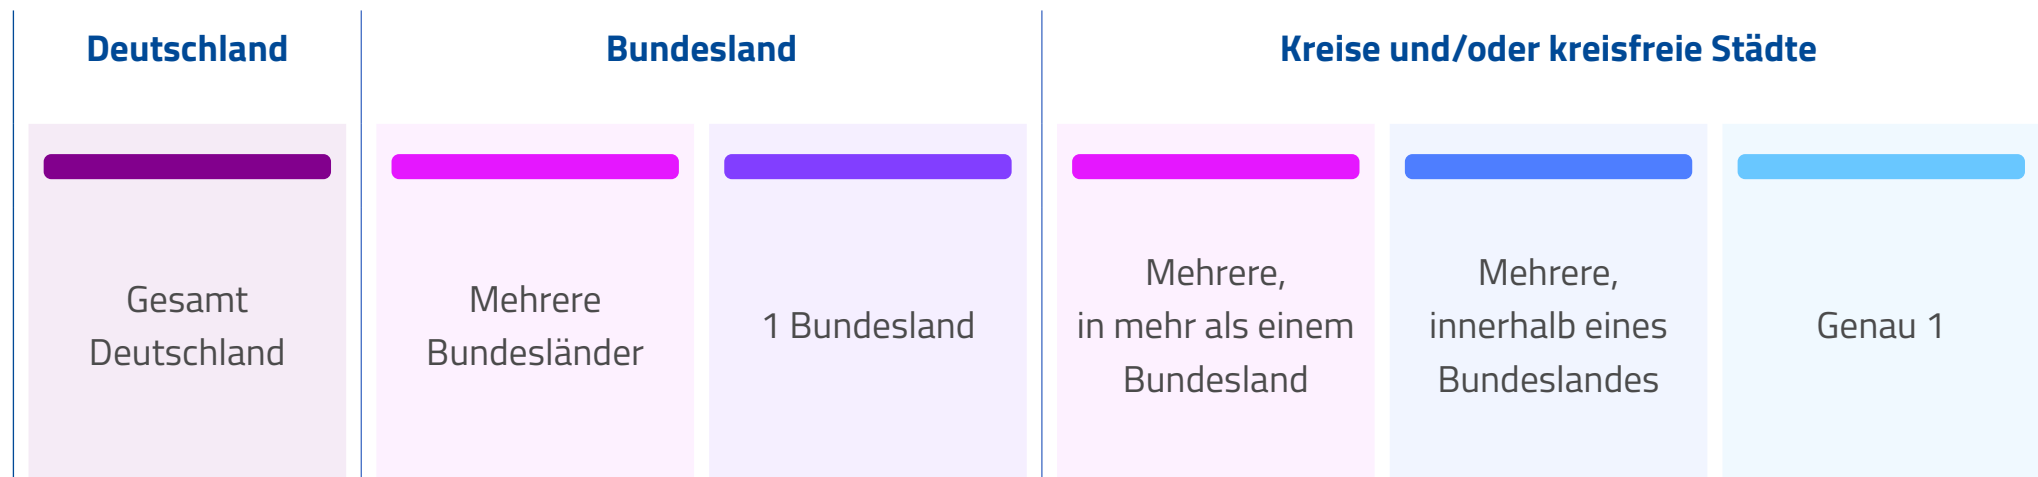 Deutschland
Bundesland
Kreise und/oder kreisfreie Städte
Gesamt
Deutschland
Mehrere
Bundesländer
1 Bundesland
Mehrere,
in mehr als einem
Bundesland
Mehrere,
innerhalb eines
Bundeslandes
Genau 1